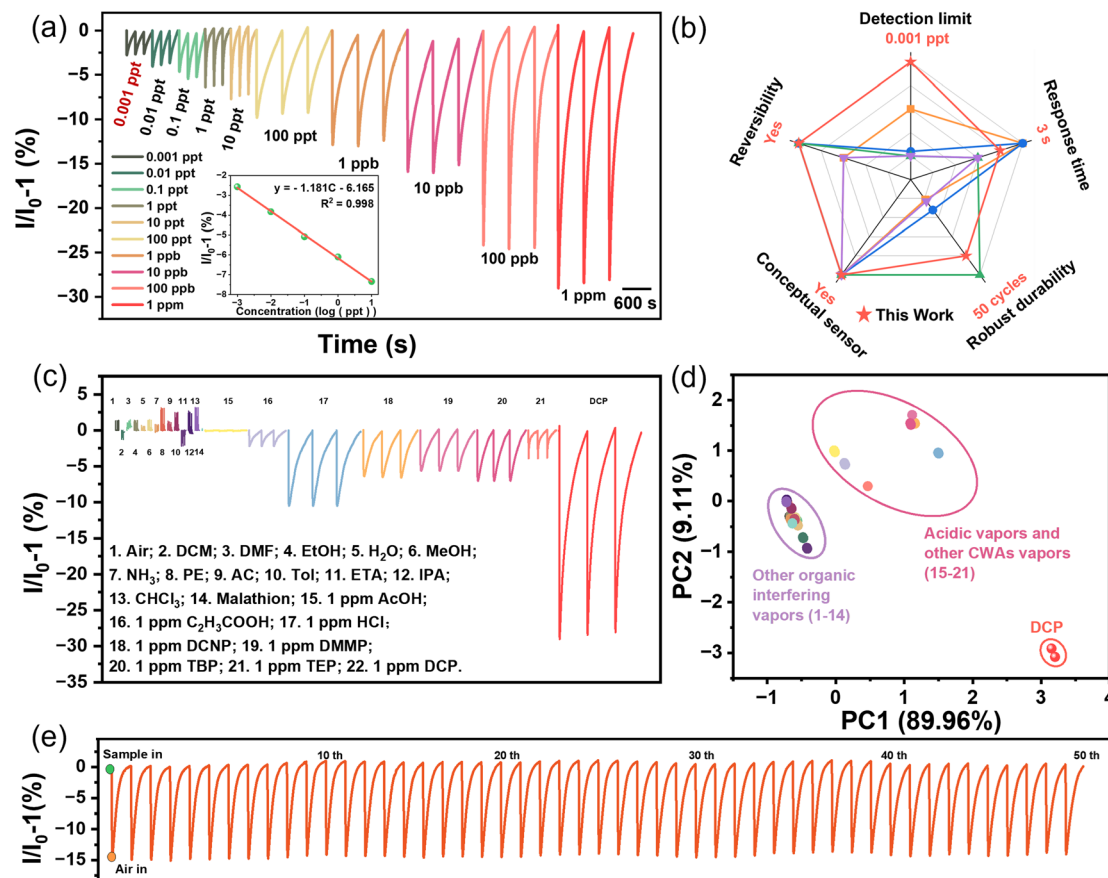 (a)
0
−5
−10
−15
−20
−25
−30
I/I0-1 (%)
0.001 ppt
0.01 ppt
0.1 ppt
1 ppt
10 ppt
100 ppt
1 ppb
10 ppb
100 ppb
1 ppm
600 s
0.001 ppt
0.01 ppt
0.1 ppt
1 ppt
10 ppt
100 ppt
1 ppb
10 ppb
100 ppb
1 ppm
−2
−3
−4
−5
−6
−7
−8
I/I0-1 (%)
y = - 1.181C - 6.165
R2 = 0.998
−3 −2 −1 0 1
Concentration (log ( ppt ) )
Time (s)
(b)
Detection limit
0.001 ppt
Response time
3 s
Robust durability
50 cycles
Conceptual sensor
Yes
Reversibility
Yes
This Work
(c)
5
0
−5
−10
−15
−20
−25
−30
−35
I/I0-1 (%)
1 3 5 7 9 11 13 15 16 17 18 19 20 21 DCP
2 4 6 8 10 12 14
1. Air; 2. DCM; 3. DMF; 4. EtOH; 5. H2O; 6. MeOH;
7. NH3; 8. PE; 9. AC; 10. Tol; 11. ETA; 12. IPA;
13. CHCl3; 14. Malathion; 15. 1 ppm AcOH;
16. 1 ppm C2H3COOH; 17. 1 ppm HCl;
18. 1 ppm DCNP; 19. 1 ppm DMMP;
20. 1 ppm TBP; 21. 1 ppm TEP; 22. 1 ppm DCP.
(d)
2
1
0
−1
−2
−3
PC2 (9.11%)
Acidic vapors and
other CWAs vapors
(15-21)
Other organic
interfering
vapors (1-14)
DCP
−1 0 1 2 3 4
PC1 (89.96%)
(e)
0
−5
−10
−15
I/I0-1(%)
Sample in
Air in
10 th 20 th 30 th 40 th 50 th